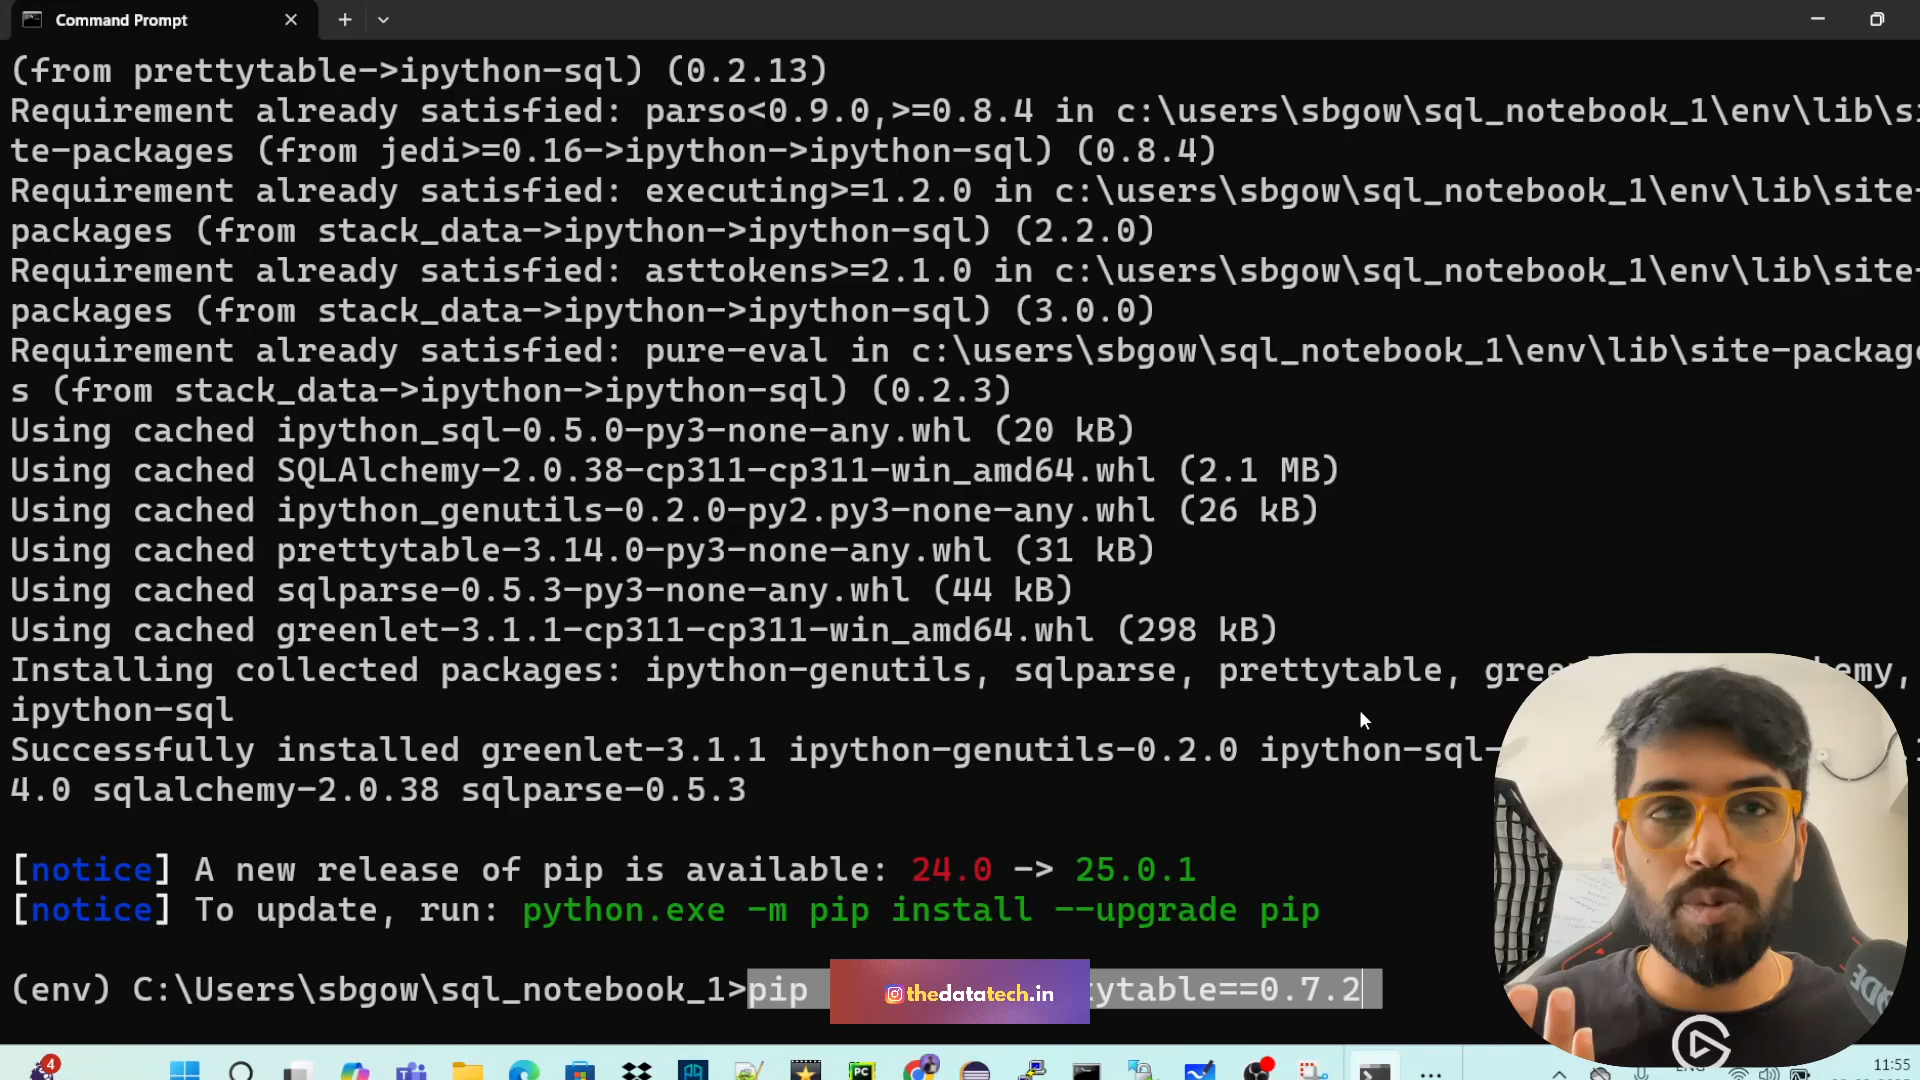 Command Prompt
(from prettytable->ipython-sql) (0.2.13)
Requirement already satisfied: parso<0.9.0,>=0.8.4 in c:\users\sbgow\sql_notebook_1\env\lib\si
te-packages (from jedi>=0.16->ipython->ipython-sql) (0.8.4)
Requirement already satisfied: executing>=1.2.0 in c:\users\sbgow\sql_notebook_1\env\lib\site-
packages (from stack_data->ipython->ipython-sql) (2.2.0)
Requirement already satisfied: asttokens>=2.1.0 in c:\users\sbgow\sql_notebook_1\env\lib\site-
packages (from stack_data->ipython->ipython-sql) (3.0.0)
Requirement already satisfied: pure-eval in c:\users\sbgow\sql_notebook_1\env\lib\site-package
s (from stack_data->ipython->ipython-sql) (0.2.3)
Using cached ipython_sql-0.5.0-py3-none-any.whl (20 kB)
Using cached SQLAlchemy-2.0.38-cp311-cp311-win_amd64.whl (2.1 MB)
Using cached ipython_genutils-0.2.0-py2.py3-none-any.whl (26 kB)
Using cached prettytable-3.14.0-py3-none-any.whl (31 kB)
Using cached sqlparse-0.5.3-py3-none-any.whl (44 kB)
Using cached greenlet-3.1.1-cp311-cp311-win_amd64.whl (298 kB)
Installing collected packages: ipython-genutils, sqlparse, prettytable, gree emy,
ipython-sql
Successfully installed greenlet-3.1.1 ipython-genutils-0.2.0 ipython-sql-
4.0 sqlalchemy-2.0.38 sqlparse-0.5.3
[notice] A new release of pip is available: 24.0 -> 25.0.1
[notice] To update, run: python.exe -m pip install --upgrade pip
(env) C:\Users\sbgow\sql_notebook_1>pip ytable==0.7.2
thedatatech.in
4
PC
ENG
11:55